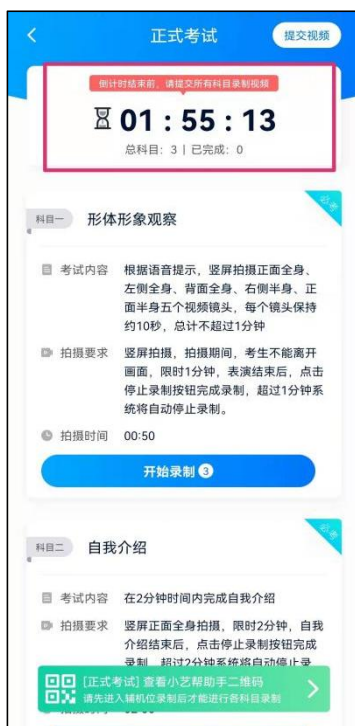 正式考试
提交视频
倒计时结束前，请提交所有科目录制视频
01 : 55 : 13
总科目：3 | 已完成：0
必考
科目一
形体形象观察
考试内容
根据语音提示，竖屏拍摄正面全身、
左侧全身、背面全身、右侧半身、正
面半身五个视频镜头，每个镜头保持
约10秒，总计不超过1分钟
拍摄要求
竖屏拍摄，拍摄期间，考生不能离开
画面，限时1分钟，表演结束后，点击
停止录制按钮完成录制，超过1分钟系
统将自动停止录制。
拍摄时间
00:50
开始录制 3
必考
科目二
自我介绍
考试内容
在2分钟时间内完成自我介绍
拍摄要求
竖屏正面全身拍摄，限时2分钟，自我
介绍结束后，点击停止录制按钮完成
录制，超过2分钟系统将自动停止录
[正式考试] 查看小艺帮助手二维码
请先进入辅机位录制后才能进行各科目录制